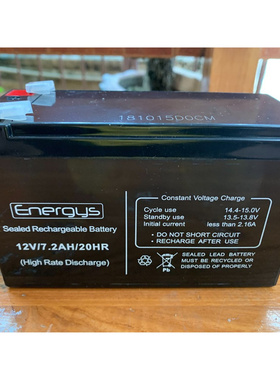 181015DGCM
Energys
Sealed Rechargeable Battery
12V/7.2AH/20HR
(High Rate Discharge)
Constant Voltage Charge
Cycle use 14.4-15.0V
Standby use 13.5-13.8V
Initial current less than 2.16A
• DO NOT SHORT CIRCUIT
• RECHARGE AFTER USE
Pb
SEALED LEAD BATTERY
MUST BE RECYCLED OR
DISPOSED OF PROPERLY.